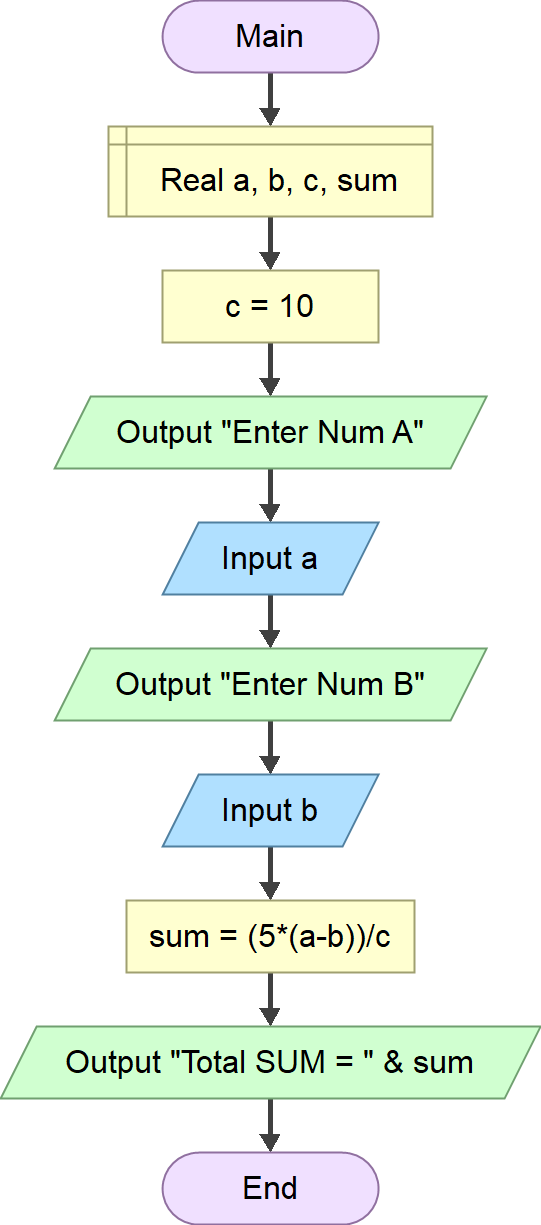 Main
Real a, b, c, sum
c = 10
Output "Enter Num A"
Input a
Output "Enter Num B"
Input b
sum = (5*(a-b))/c
Output "Total SUM = " & sum
End